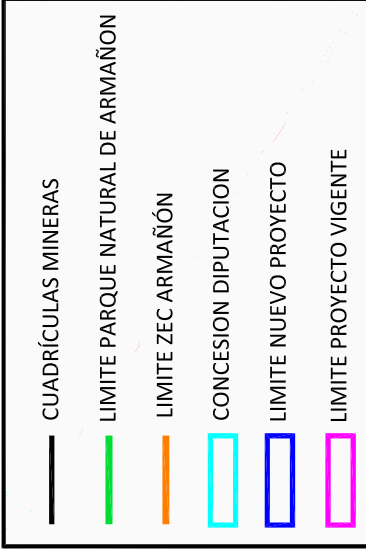 CUADRÍCULAS MINERAS
LIMITE PARQUE NATURAL DE ARMAÑON
LIMITE ZEC ARMAÑÓN
CONCESION DIPUTACION
LIMITE NUEVO PROYECTO
LIMITE PROYECTO VIGENTE